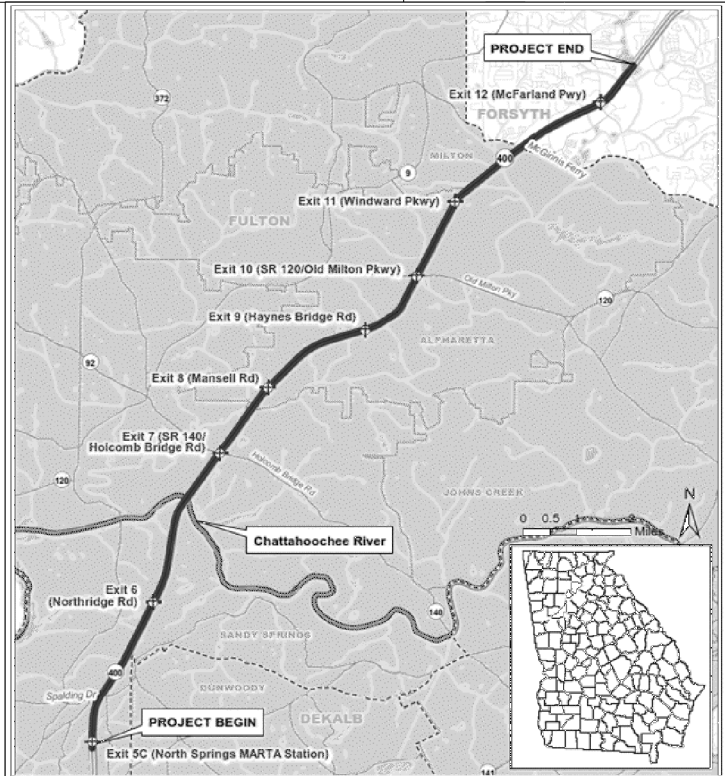 PROJECT END
Exit 12 (McFarland Pwy)
372
FORSYTH
400
McGinnis Ferry
MILTON
9
Exit 11 (Windward Pkwy)
FULTON
Exit 10 (SR 120/Old Milton Pkwy)
Old Milton Pky
120
Exit 9 (Haynes Bridge Rd)
ALPHARETTA
92
Exit 8 (Mansell Rd)
Exit 7 (SR 140/
Holcomb Bridge Rd)
Holcomb Bridge Rd
120
JOHNS CREEK
N
0 0.5 1 2
Miles
Chattahoochee River
Exit 6
(Northridge Rd)
140
SANDY SPRINGS
400
Spalding Dr
DUNWOODY
PROJECT BEGIN
DEKALB
Exit 5C (North Springs MARTA Station)
141